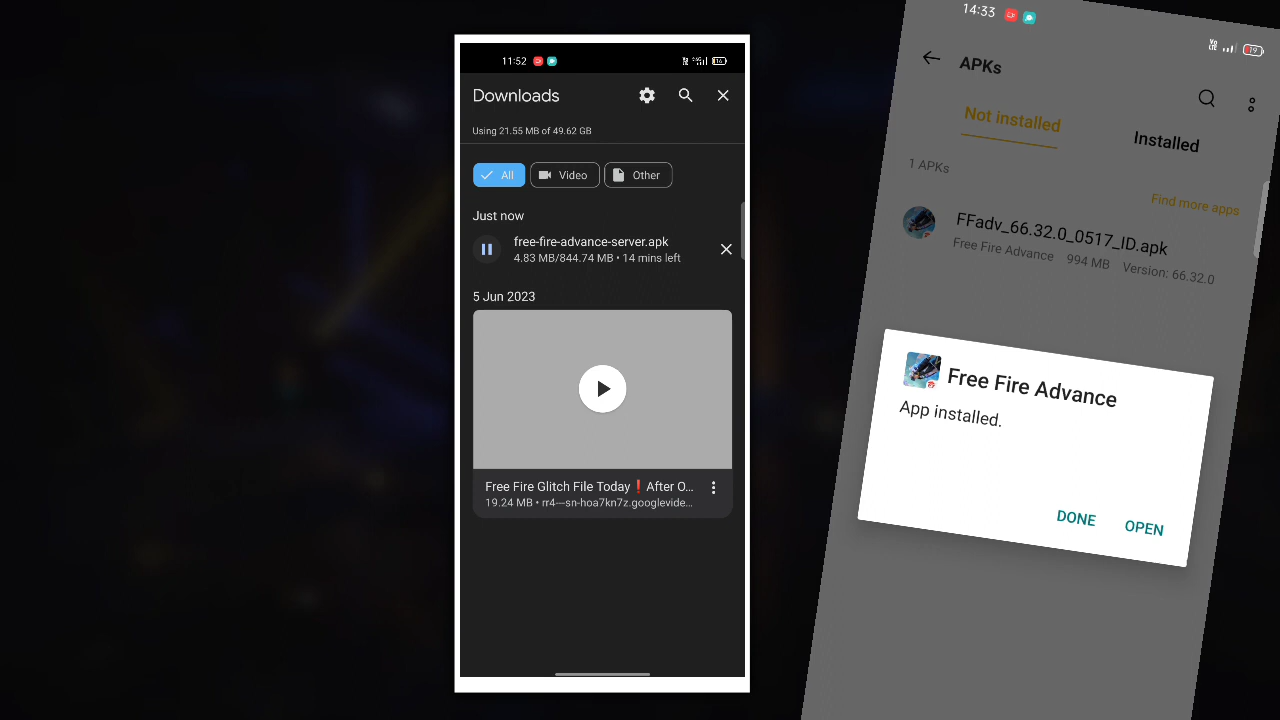 11:52
Downloads
Using 21.55 MB of 49.62 GB
All
Video
Other
Just now
free-fire-advance-server.apk
4.83 MB/844.74 MB • 14 mins left
5 Jun 2023
Free Fire Glitch File Today❗After O...
19.24 MB • rr4---sn-hoa7kn7z.googlevide...
14:33
19
APKs
Not installed
Installed
1 APKs
Find more apps
FFadv_66.32.0_0517_ID.apk
Free Fire Advance 994 MB Version: 66.32.0
Free Fire Advance
App installed.
DONE
OPEN